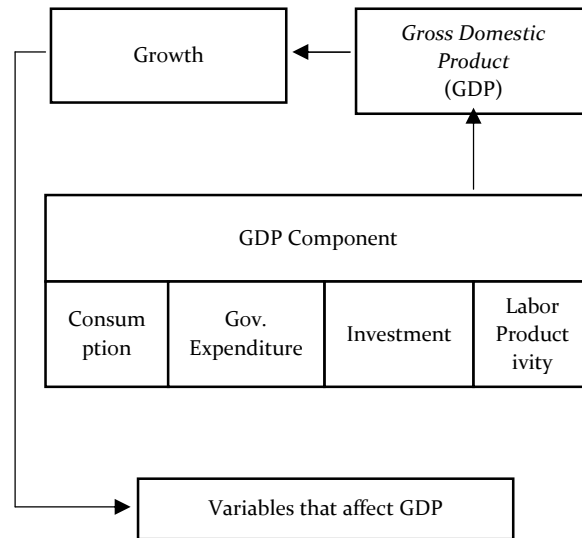 Growth
Gross Domestic
Product
(GDP)
GDP Component
Consum
ption
Gov.
Expenditure
Investment
Labor
Product
ivity
Variables that affect GDP